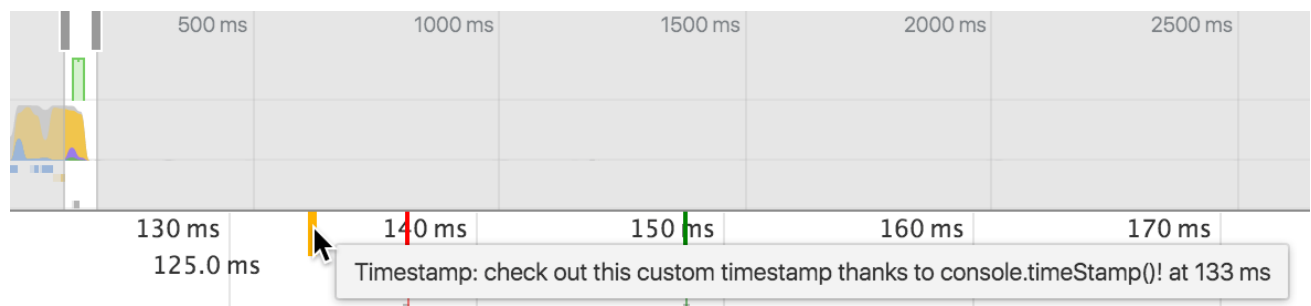 500 ms 1000 ms 1500 ms 2000 ms 2500 ms
130 ms 140 ms 150 ms 160 ms 170 ms
125.0 ms
Timestamp: check out this custom timestamp thanks to console.timeStamp()! at 133 ms